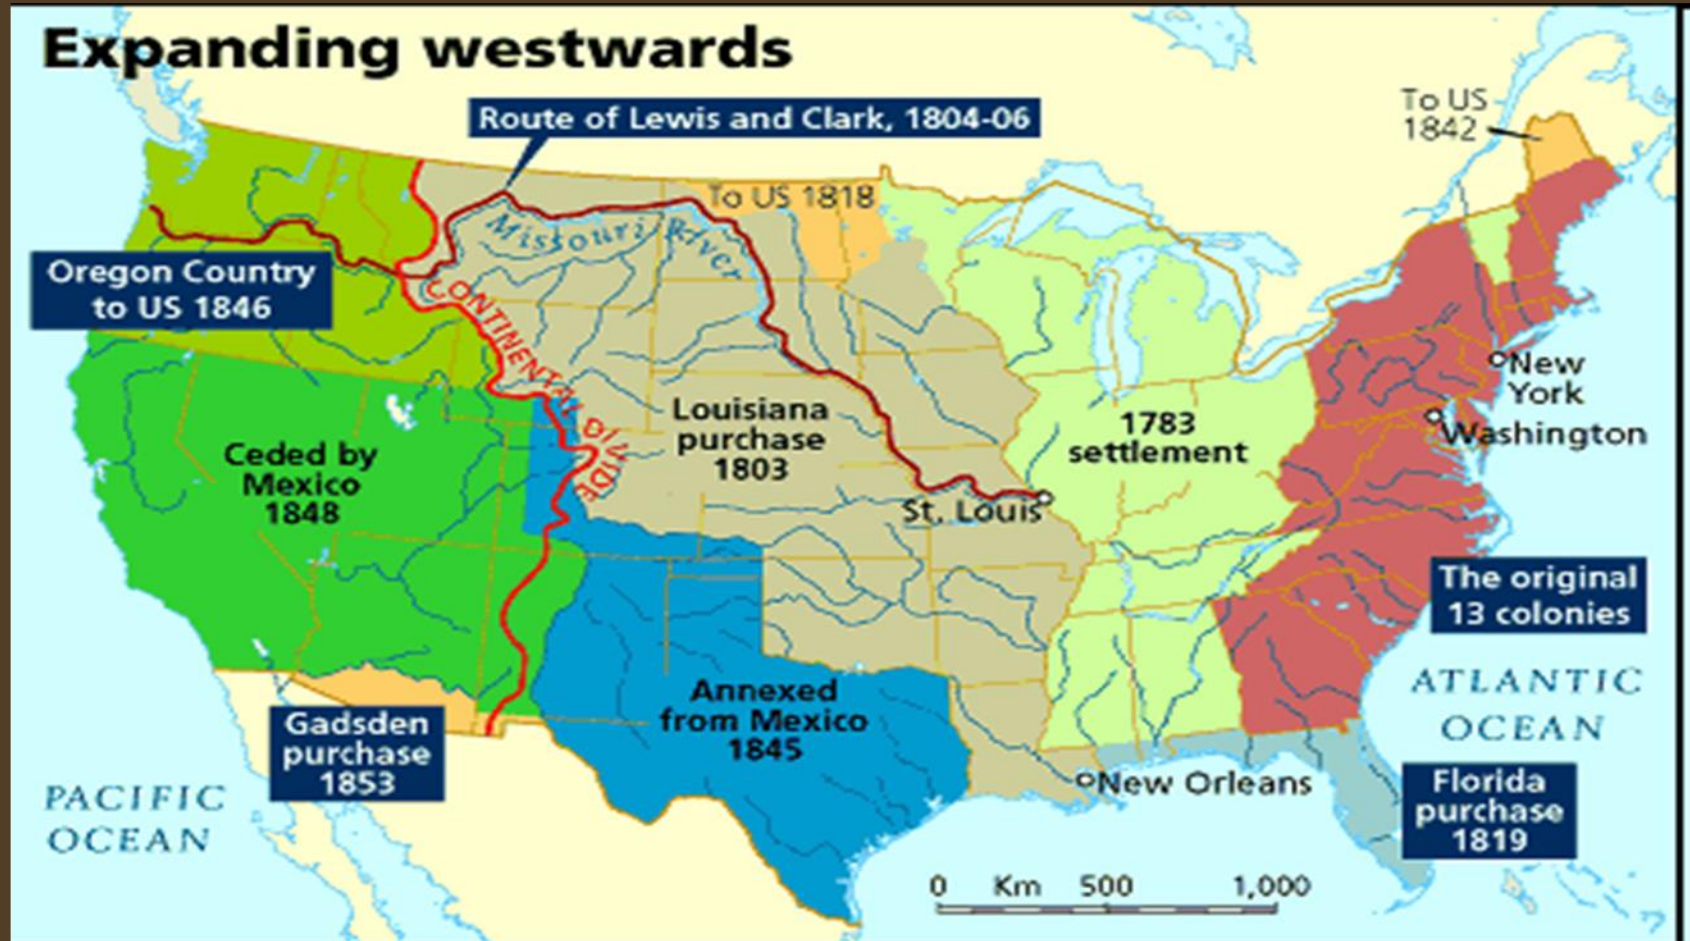 Expanding westwards
Route of Lewis and Clark, 1804-06
To US
1842
To US 1818
Missouri River
Oregon Country
to US 1846
CONTINENTAL DIVIDE
New
York
Washington
Louisiana
purchase
1803
1783
settlement
Ceded by
Mexico
1848
St. Louis
The original
13 colonies
ATLANTIC
OCEAN
Annexed
from Mexico
1845
Gadsden
purchase
1853
New Orleans
Florida
purchase
1819
PACIFIC
OCEAN
0 Km 500 1,000